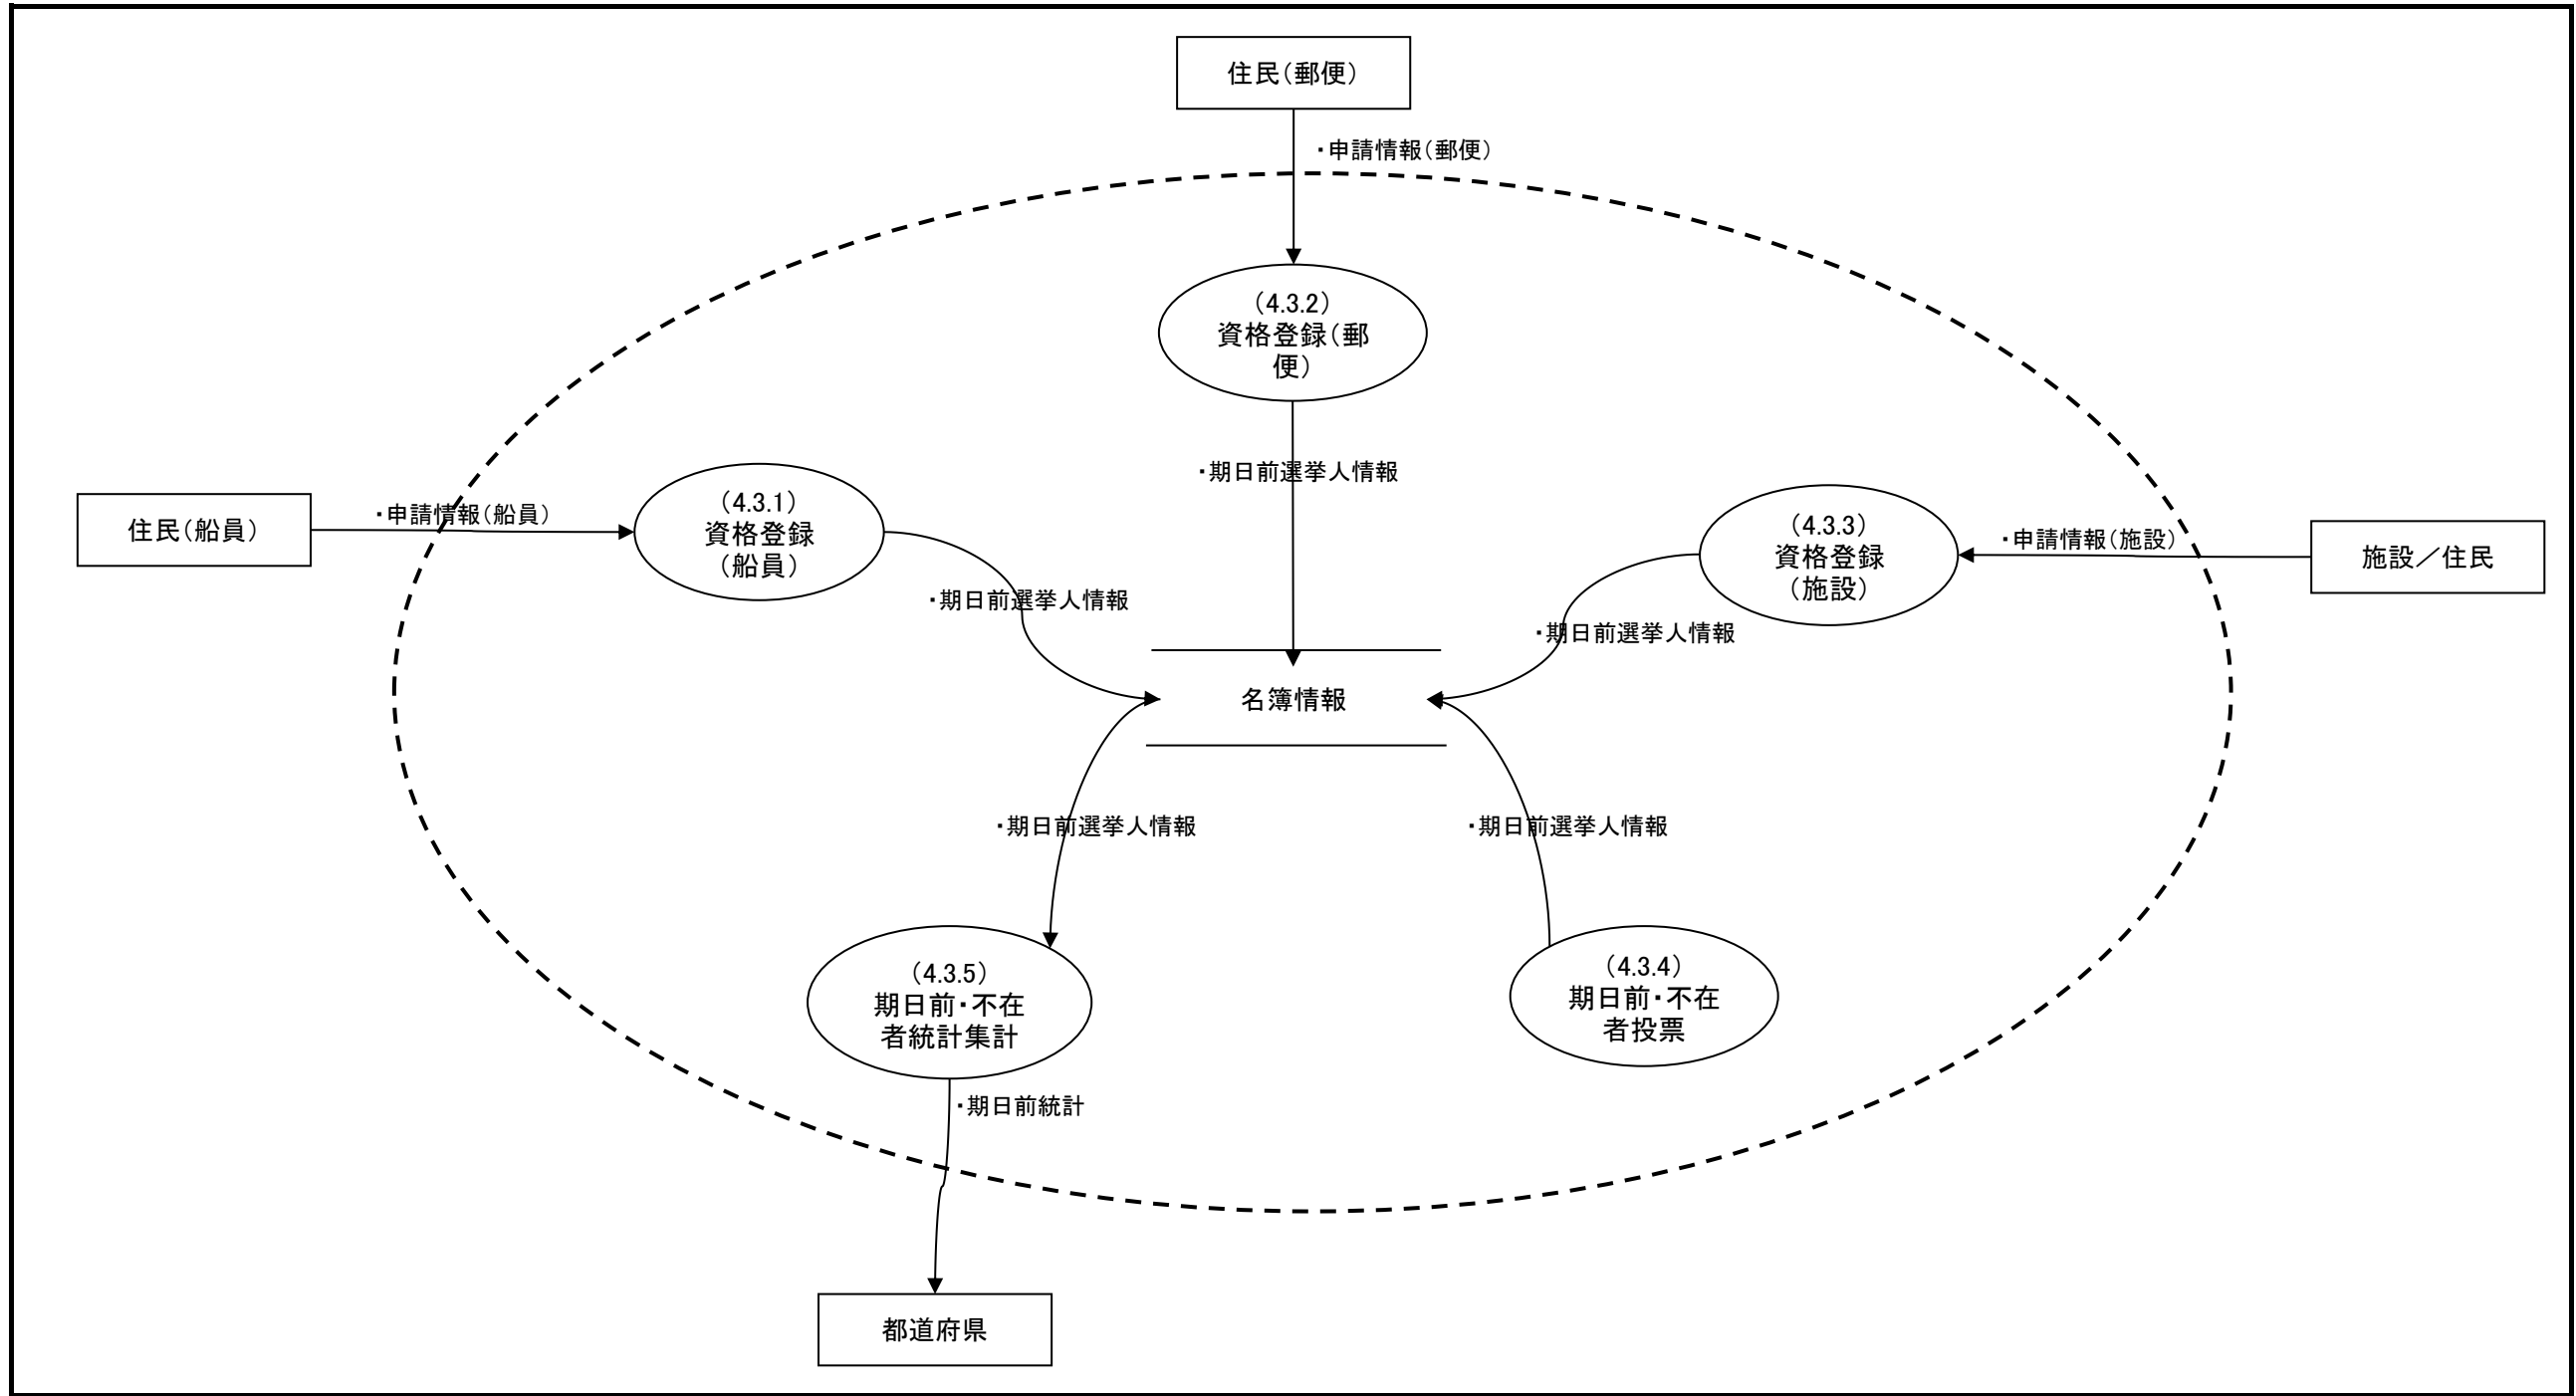 住民（郵便）
・申請情報（郵便）
（4.3.2）
資格登録（郵
便）
・期日前選挙人情報
住民（船員）
・申請情報（船員）
（4.3.1）
資格登録
（船員）
・期日前選挙人情報
（4.3.3）
資格登録
（施設）
・申請情報（施設）
施設／住民
・期日前選挙人情報
名簿情報
・期日前選挙人情報
・期日前選挙人情報
（4.3.5）
期日前・不在
者統計集計
（4.3.4）
期日前・不在
者投票
・期日前統計
都道府県